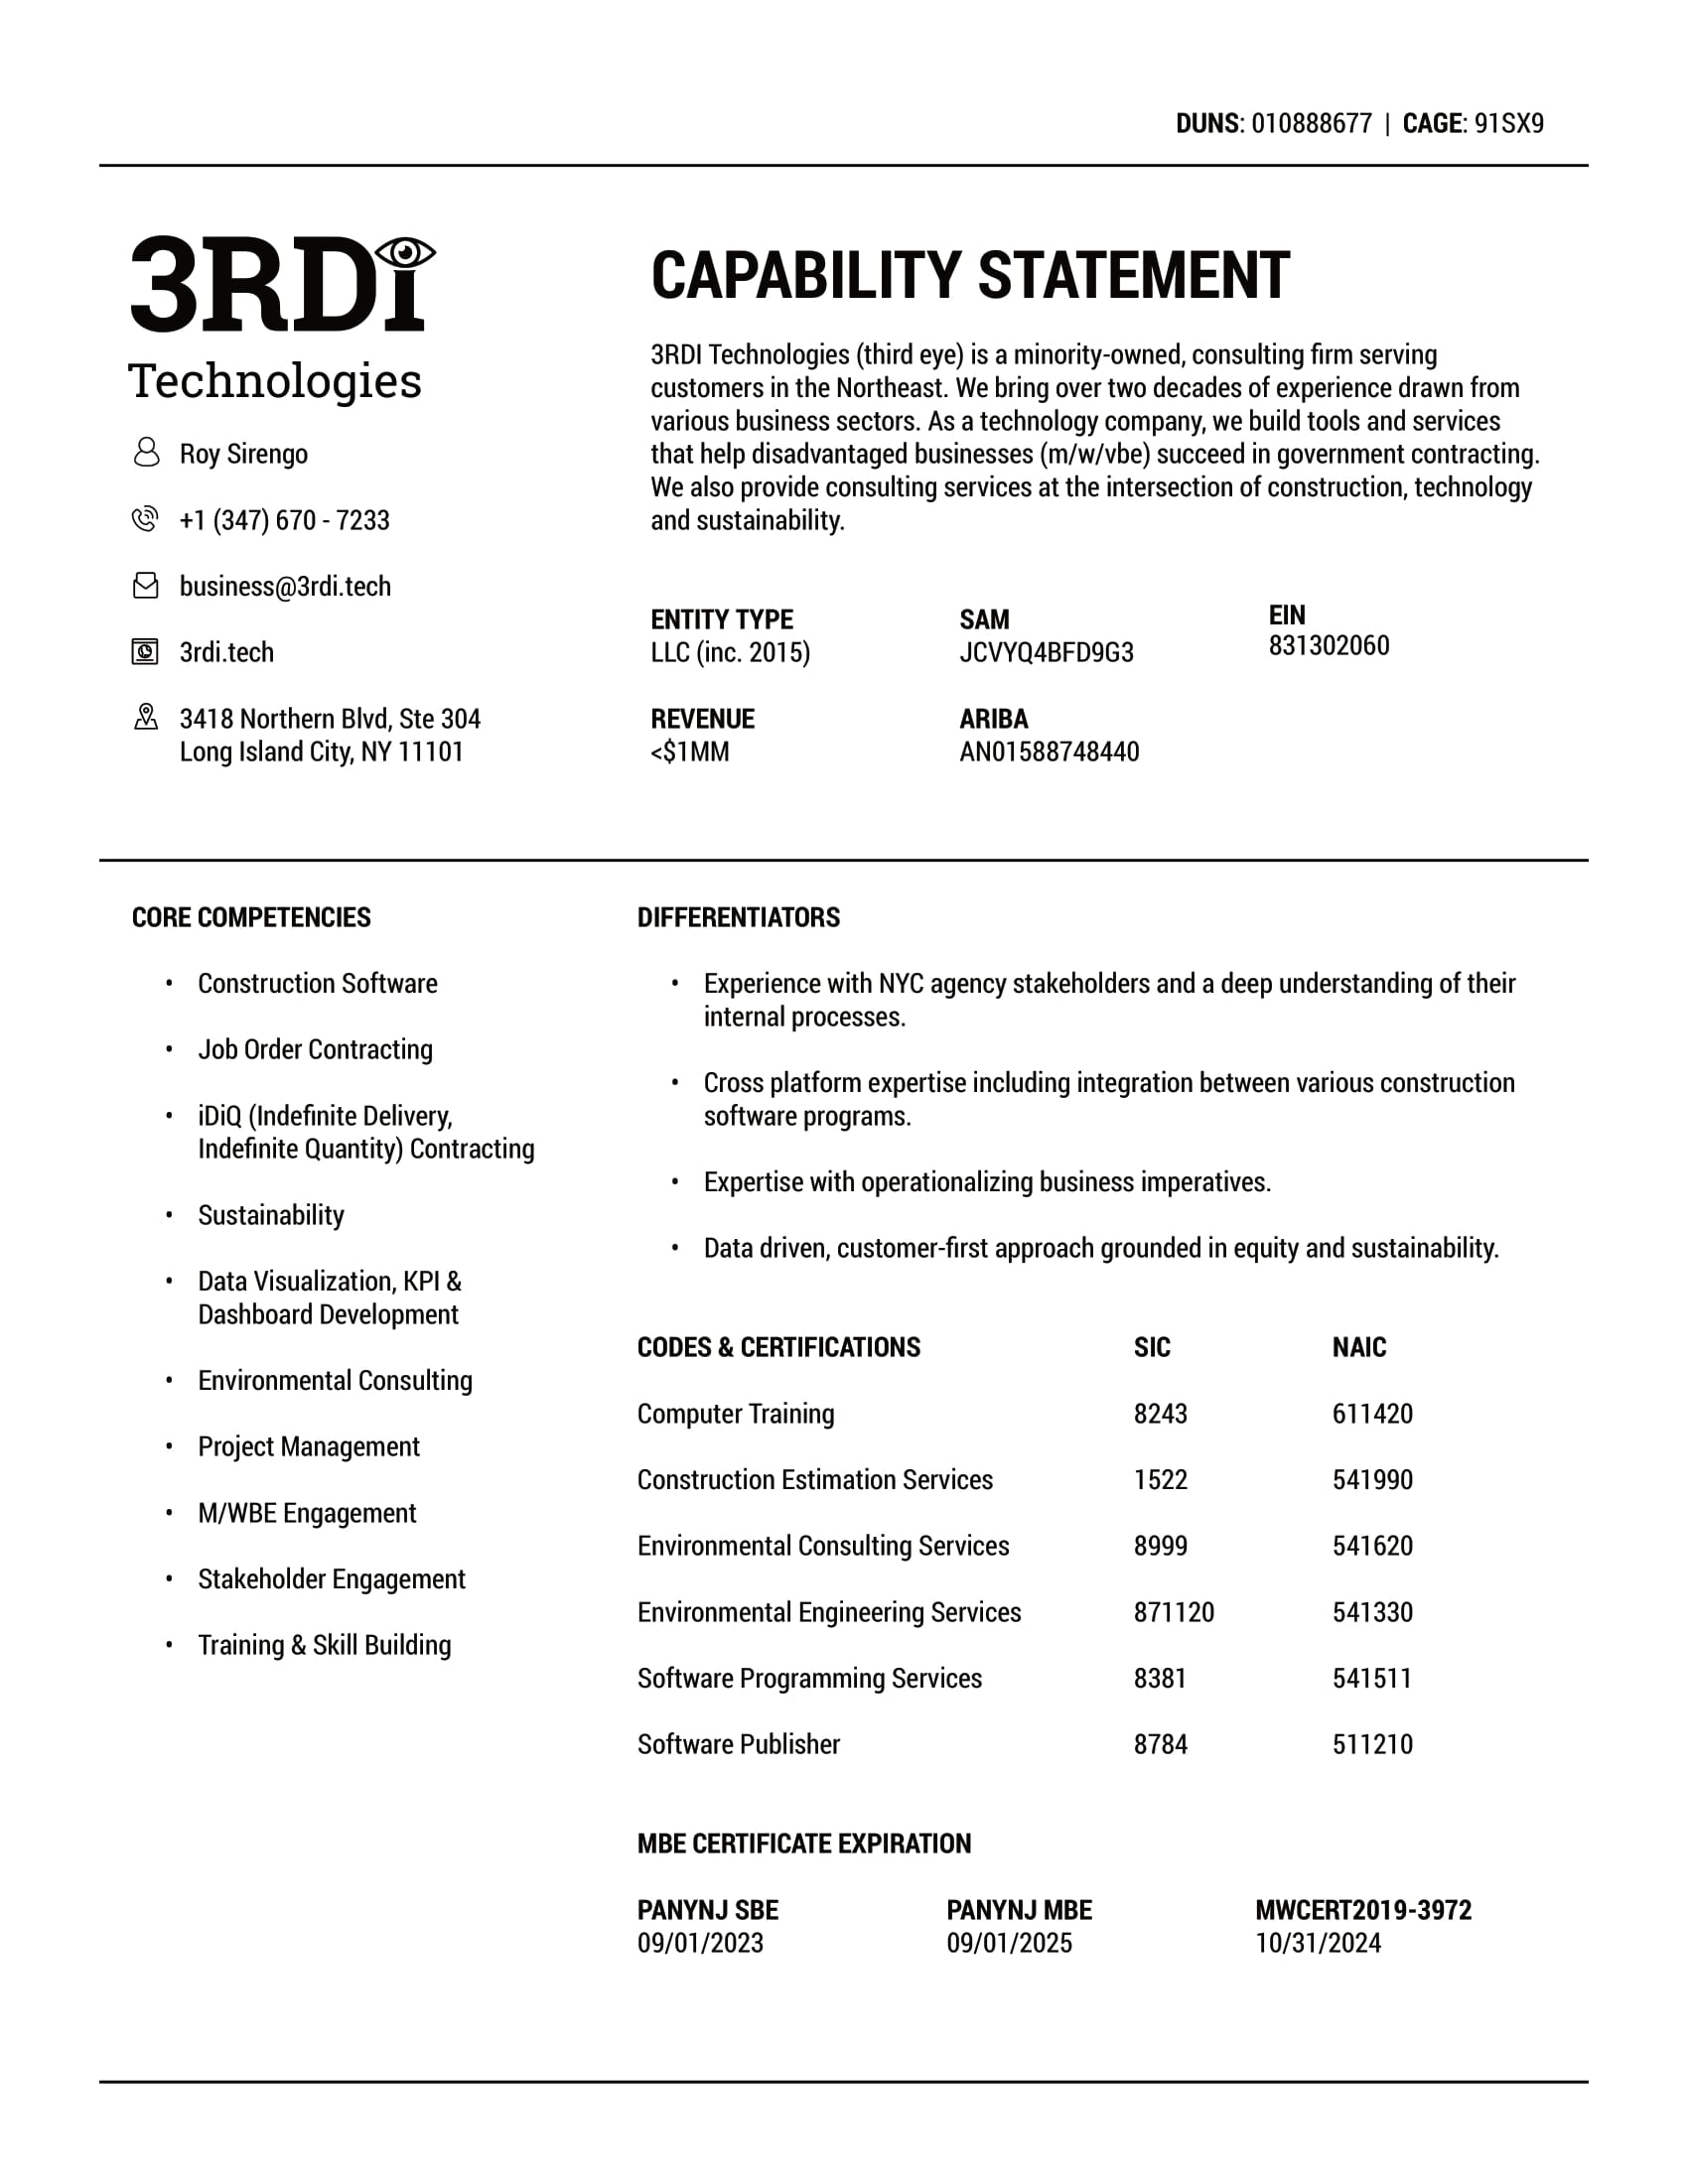 DUNS: 010888677 | CAGE: 91SX9
3RDi
Technologies
Roy Sirengo
+1 (347) 670 - 7233
business@3rdi.tech
3rdi.tech
3418 Northern Blvd, Ste 304
Long Island City, NY 11101
CAPABILITY STATEMENT
3RDI Technologies (third eye) is a minority-owned, consulting firm serving
customers in the Northeast. We bring over two decades of experience drawn from
various business sectors. As a technology company, we build tools and services
that help disadvantaged businesses (m/w/vbe) succeed in government contracting.
We also provide consulting services at the intersection of construction, technology
and sustainability.
ENTITY TYPE SAM EIN
LLC (inc. 2015) JCVYQ4BFD9G3 831302060
REVENUE ARIBA
<$1MM AN01588748440
CORE COMPETENCIES
• Construction Software
• Job Order Contracting
• iDiQ (Indefinite Delivery,
Indefinite Quantity) Contracting
• Sustainability
• Data Visualization, KPI &
Dashboard Development
• Environmental Consulting
• Project Management
• M/WBE Engagement
• Stakeholder Engagement
• Training & Skill Building
DIFFERENTIATORS
• Experience with NYC agency stakeholders and a deep understanding of their
internal processes.
• Cross platform expertise including integration between various construction
software programs.
• Expertise with operationalizing business imperatives.
• Data driven, customer-first approach grounded in equity and sustainability.
CODES & CERTIFICATIONS SIC NAIC
Computer Training 8243 611420
Construction Estimation Services 1522 541990
Environmental Consulting Services 8999 541620
Environmental Engineering Services 871120 541330
Software Programming Services 8381 541511
Software Publisher 8784 511210
MBE CERTIFICATE EXPIRATION
PANYNJ SBE PANYNJ MBE MWCERT2019-3972
09/01/2023 09/01/2025 10/31/2024